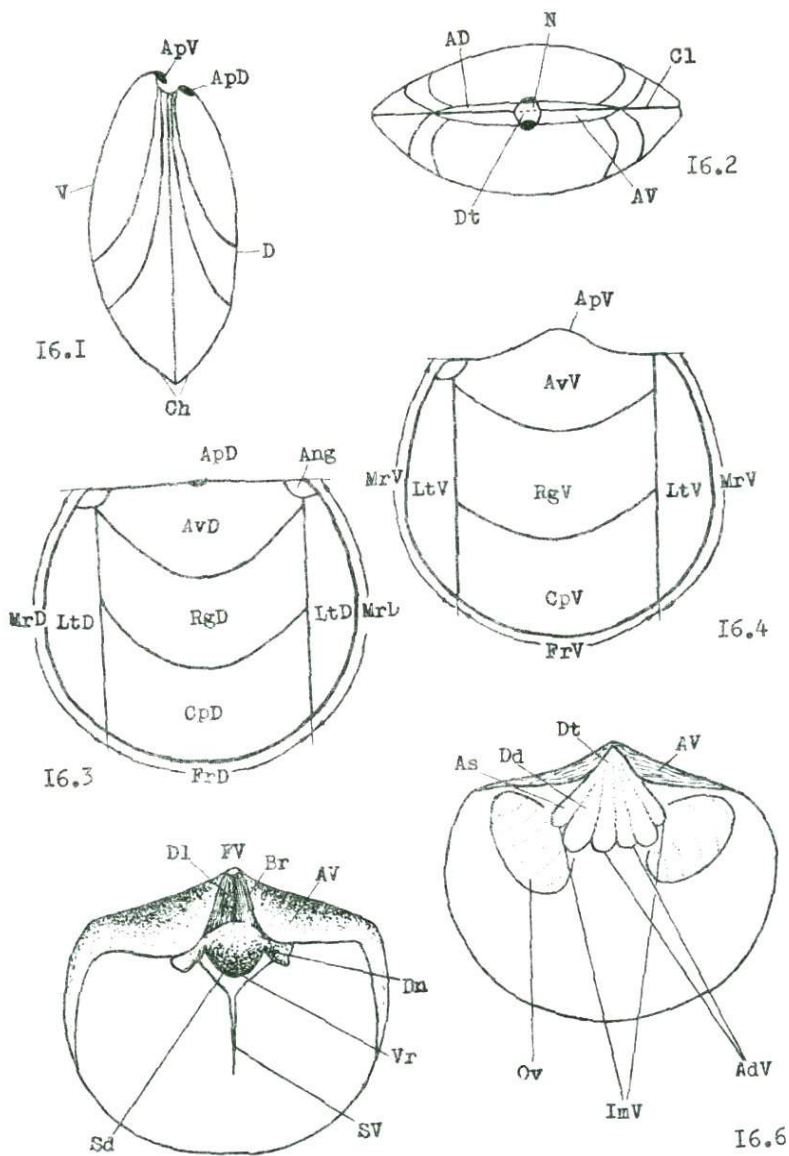 ApV
ApD
V
D
I6.I
Ch
N
AD
Cl
I6.2
Dt
AV
ApV
AvV
MrV
LtV
RgV
LtV
MrV
CpV
FrV
I6.4
ApD
Ang
AvD
MrD
LtD
RgD
LtD
MrD
CpD
FrD
I6.3
Dl
FV
Br
AV
Dn
Vr
SV
Sd
Dt
AV
Dd
As
Ov
ImV
AdV
I6.6